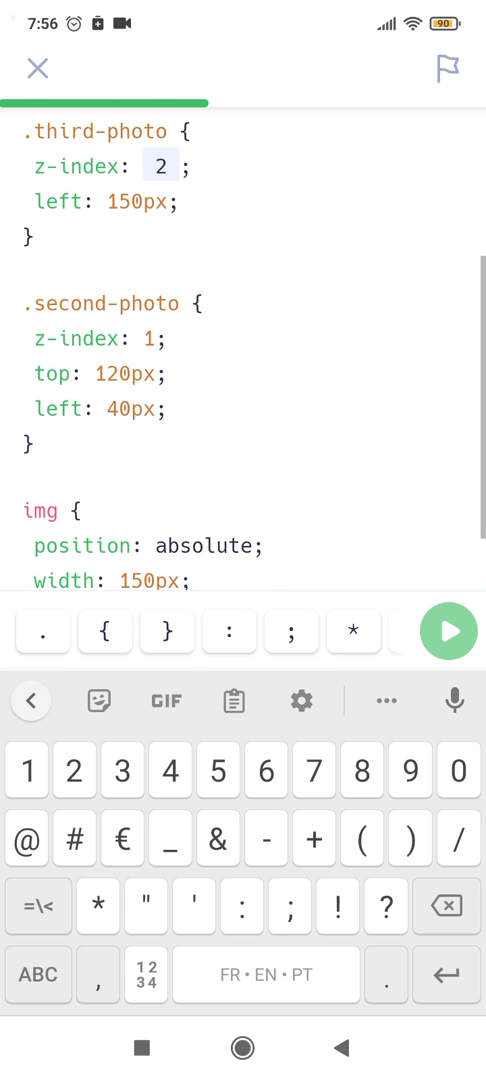 7:56
90
.third-photo {
z-index: 2 ;
left: 150px;
}
.second-photo {
z-index: 1;
top: 120px;
left: 40px;
}
img {
position: absolute;
width: 150px;
. { } : ; *
GIF
1 2 3 4 5 6 7 8 9 0
@ # € _ & - + ( ) /
=\< * " ' : ; ! ?
ABC , 12 34 FR • EN • PT .